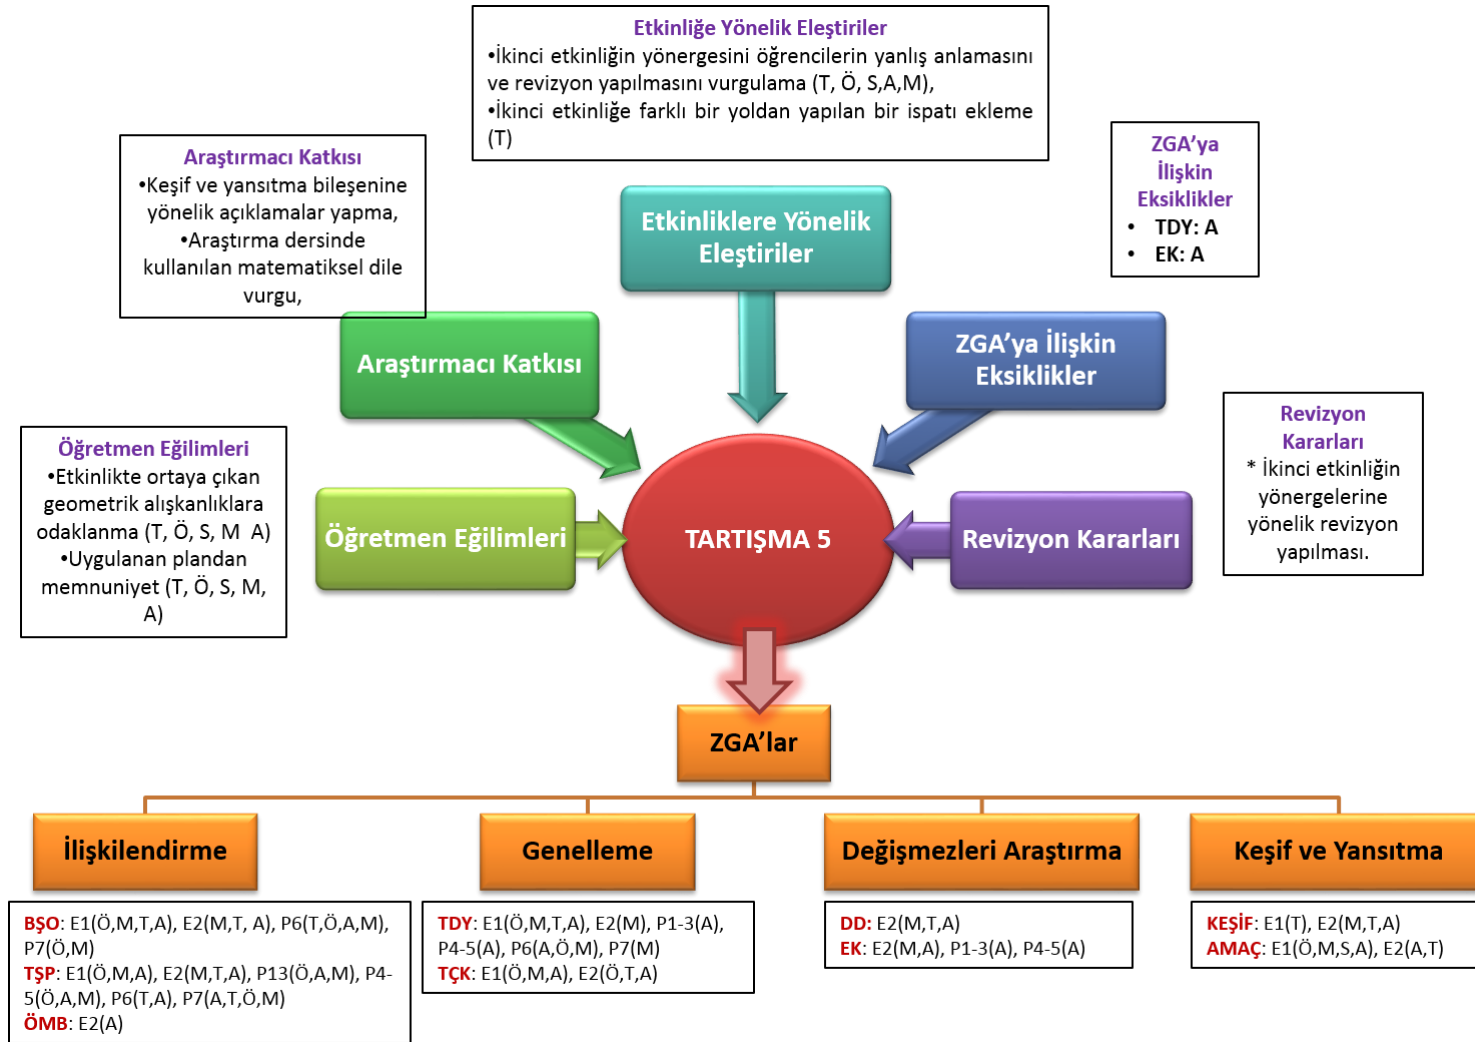 Etkinliğe Yönelik Eleştiriler
•İkinci etkinliğin yönergesini öğrencilerin yanlış anlamasını
ve revizyon yapılmasını vurgulama (T, Ö, S,A,M),
•İkinci etkinliğe farklı bir yoldan yapılan bir ispatı ekleme
(T)
Araştırmacı Katkısı
•Keşif ve yansıtma bileşenine
yönelik açıklamalar yapma,
•Araştırma dersinde
kullanılan matematiksel dile
vurgu,
ZGA'ya
İlişkin
Eksiklikler
• TDY: A
• EK: A
Etkinliklere Yönelik
Eleştiriler
Araştırmacı Katkısı
ZGA'ya İlişkin
Eksiklikler
Öğretmen Eğilimleri
•Etkinlikte ortaya çıkan
geometrik alışkanlıklara
odaklanma (T, Ö, S, M  A)
•Uygulanan plandan
memnuniyet (T, Ö, S, M,
A)
Revizyon
Kararları
* İkinci etkinliğin
yönergelerine
yönelik revizyon
yapılması.
Öğretmen Eğilimleri
TARTIŞMA 5
Revizyon Kararları
ZGA'lar
İlişkilendirme
Genelleme
Değişmezleri Araştırma
Keşif ve Yansıtma
BŞO: E1(Ö,M,T,A), E2(M,T, A), P6(T,Ö,A,M),
P7(Ö,M)
TŞP: E1(Ö,M,A), E2(M,T,A), P13(Ö,A,M), P4-
5(Ö,A,M), P6(T,A), P7(A,T,Ö,M)
ÖMB: E2(A)
TDY: E1(Ö,M,T,A), E2(M), P1-3(A),
P4-5(A), P6(A,Ö,M), P7(M)
TÇK: E1(Ö,M,A), E2(Ö,T,A)
DD: E2(M,T,A)
EK: E2(M,A), P1-3(A), P4-5(A)
KEŞİF: E1(T), E2(M,T,A)
AMAÇ: E1(Ö,M,S,A), E2(A,T)